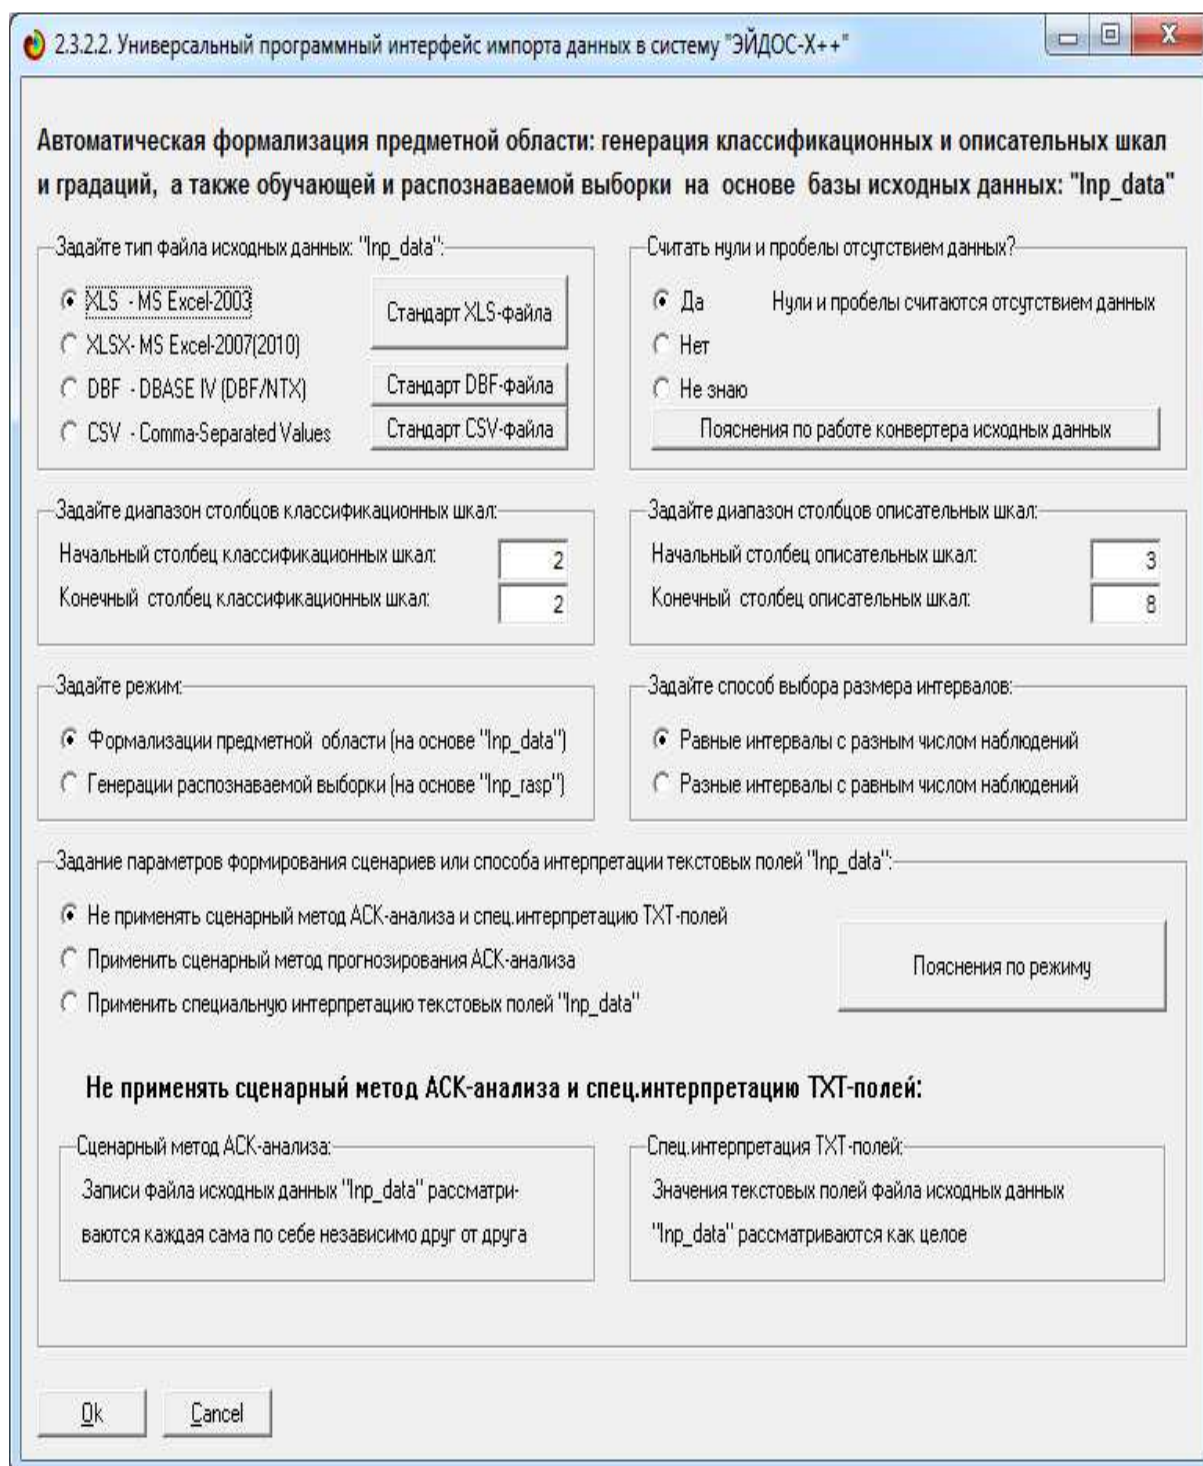 2.3.2.2. Универсальный программный интерфейс импорта данных в систему "ЭЙДОС-X++"
Автоматическая формализация предметной области: генерация классификационных и описательных шкал
и градаций, а также обучающей и распознаваемой выборки на основе базы исходных данных: "Inp_data"
Задайте тип файла исходных данных: "Inp_data":
XLS - MS Excel-2003
XLSX- MS Excel-2007(2010)
DBF - DBASE IV (DBF/NTX)
CSV - Comma-Separated Values
Стандарт XLS-файла
Стандарт DBF-файла
Стандарт CSV-файла
Считать нули и пробелы отсутствием данных?
Да Нули и пробелы считаются отсутствием данных
Нет
Не знаю
Пояснения по работе конвертера исходных данных
Задайте диапазон столбцов классификационных шкал:
Начальный столбец классификационных шкал: 2
Конечный столбец классификационных шкал: 2
Задайте диапазон столбцов описательных шкал:
Начальный столбец описательных шкал: 3
Конечный столбец описательных шкал: 8
Задайте режим:
Формализации предметной области (на основе "Inp_data")
Генерации распознаваемой выборки (на основе "Inp_rasp")
Задайте способ выбора размера интервалов:
Равные интервалы с разным числом наблюдений
Разные интервалы с равным числом наблюдений
Задание параметров формирования сценариев или способа интерпретации текстовых полей "Inp_data":
Не применять сценарный метод АСК-анализа и спец.интерпретацию TXT-полей
Применить сценарный метод прогнозирования АСК-анализа
Применить специальную интерпретацию текстовых полей "Inp_data"
Пояснения по режиму
Не применять сценарный метод АСК-анализа и спец.интерпретацию TXT-полей:
Сценарный метод АСК-анализа:
Записи файла исходных данных "Inp_data" рассматри-
ваются каждая сама по себе независимо друг от друга
Спец.интерпретация TXT-полей:
Значения текстовых полей файла исходных данных
"Inp_data" рассматриваются как целое
Ok
Cancel